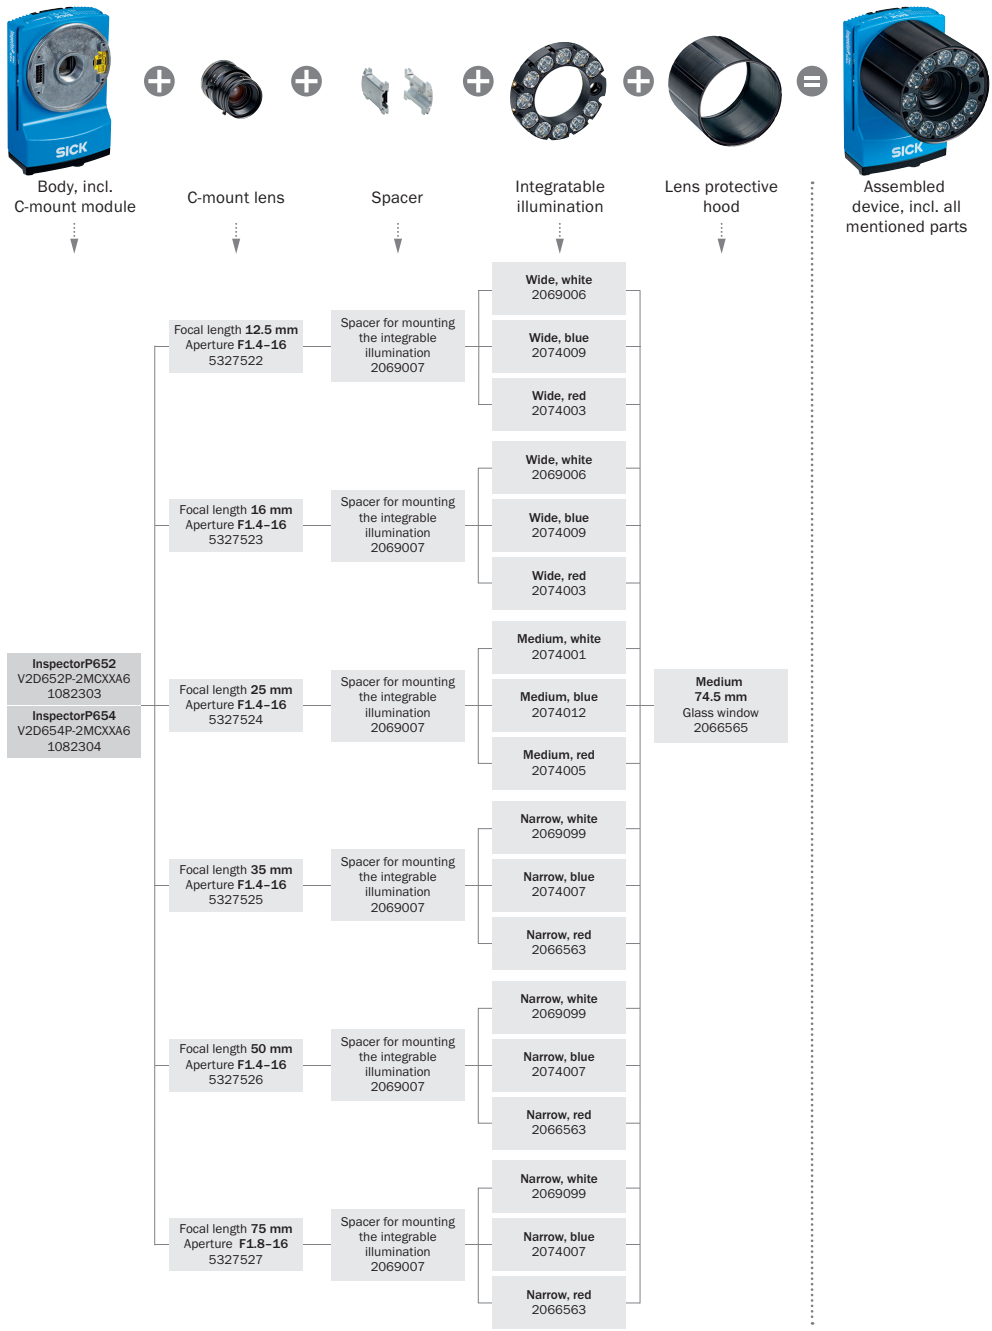 SICK
SICK
Body, incl.
C-mount module
C-mount lens
Spacer
Integratable
illumination
Lens protective
hood
Assembled
device, incl. all
mentioned parts
InspectorP652
V2D652P-2MCXXA6
1082303
InspectorP654
V2D654P-2MCXXA6
1082304
Focal length 12.5 mm
Aperture F1.4–16
5327522
Spacer for mounting
the integrable
illumination
2069007
Wide, white
2069006
Wide, blue
2074009
Wide, red
2074003
Focal length 16 mm
Aperture F1.4–16
5327523
Spacer for mounting
the integrable
illumination
2069007
Wide, white
2069006
Wide, blue
2074009
Wide, red
2074003
Focal length 25 mm
Aperture F1.4–16
5327524
Spacer for mounting
the integrable
illumination
2069007
Medium, white
2074001
Medium, blue
2074012
Medium, red
2074005
Focal length 35 mm
Aperture F1.4–16
5327525
Spacer for mounting
the integrable
illumination
2069007
Narrow, white
2069099
Narrow, blue
2074007
Narrow, red
2066563
Focal length 50 mm
Aperture F1.4–16
5327526
Spacer for mounting
the integrable
illumination
2069007
Narrow, white
2069099
Narrow, blue
2074007
Narrow, red
2066563
Focal length 75 mm
Aperture F1.8–16
5327527
Spacer for mounting
the integrable
illumination
2069007
Narrow, white
2069099
Narrow, blue
2074007
Narrow, red
2066563
Medium
74.5 mm
Glass window
2066565